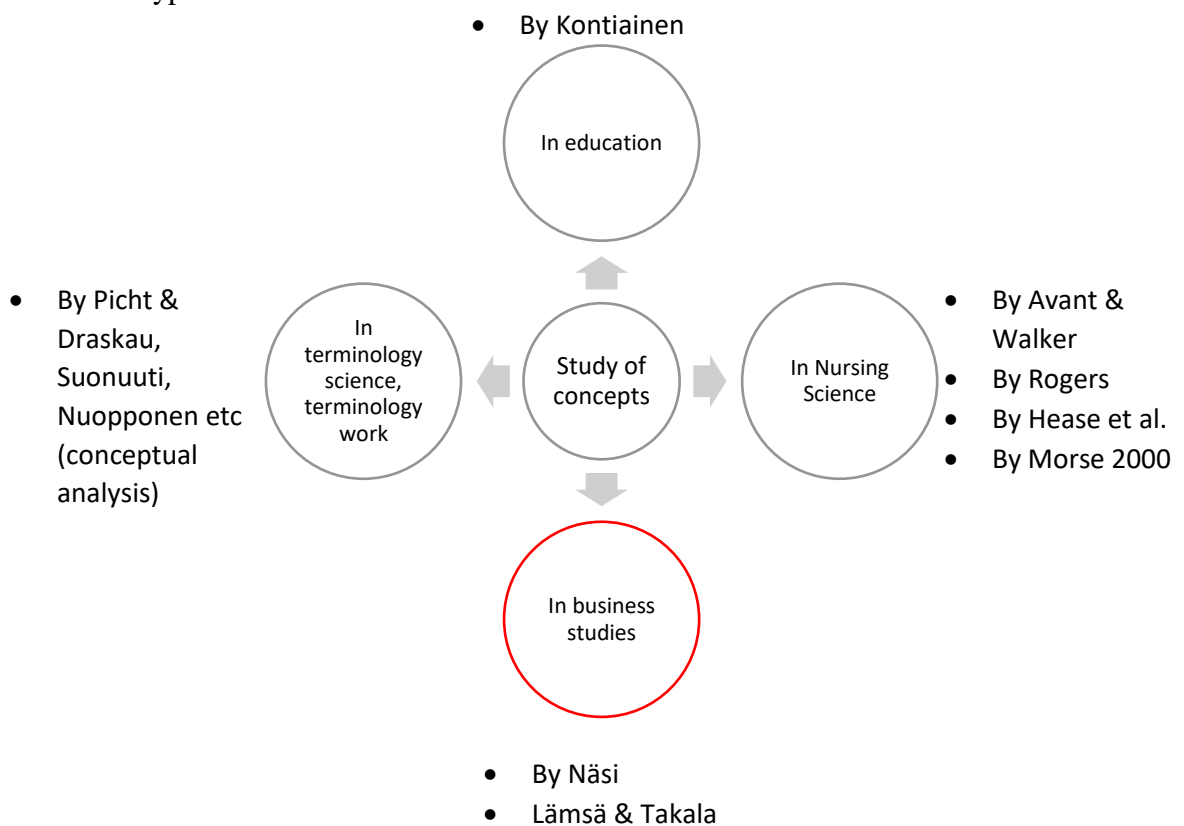 • By Kontiainen
In education
• By Picht &
Draskau,
Suonuuti,
Nuopponen etc
(conceptual
analysis)
In
terminology
science,
terminology
work
Study of
concepts
In Nursing
Science
• By Avant &
Walker
• By Rogers
• By Hease et al.
• By Morse 2000
In business
studies
• By Näsi
• Lämsä & Takala